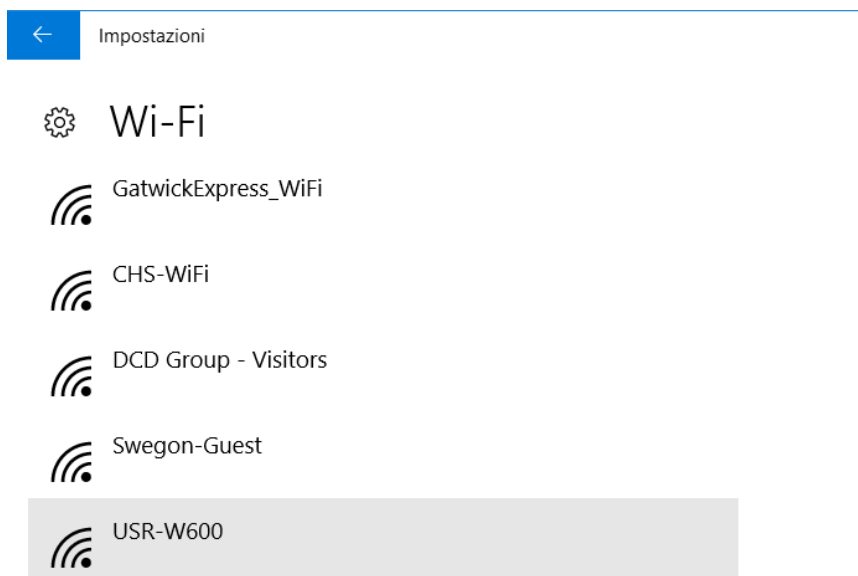 Impostazioni
Wi-Fi
GatwickExpress_WiFi
CHS-WiFi
DCD Group - Visitors
Swegon-Guest
USR-W600